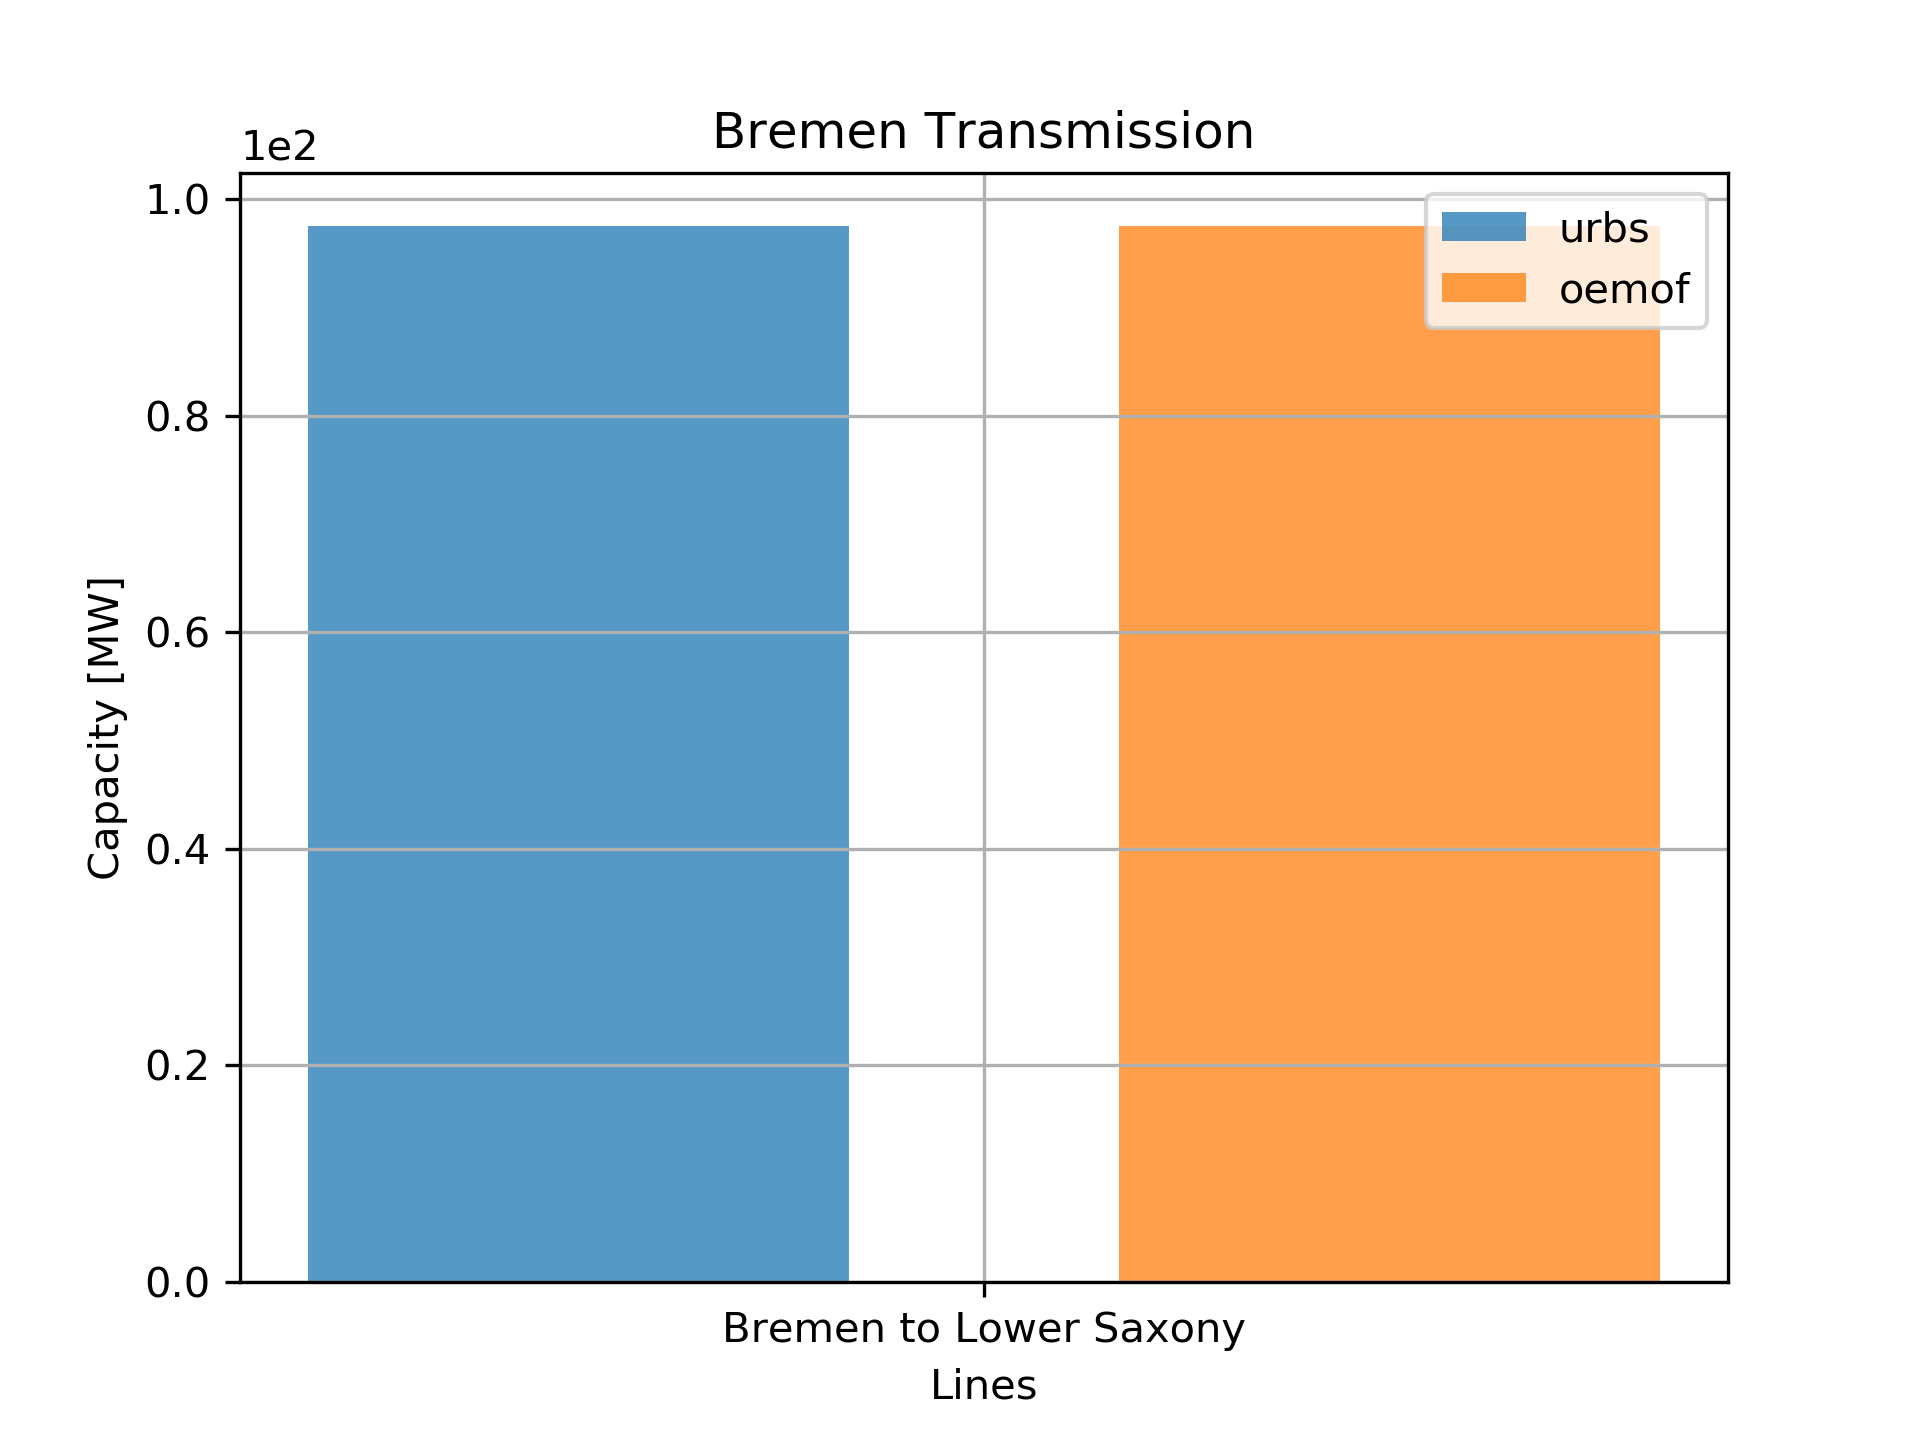 Bremen Transmission
1e2
1.0
0.8
0.6
0.4
0.2
0.0
Capacity [MW]
urbs
oemof
Bremen to Lower Saxony
Lines